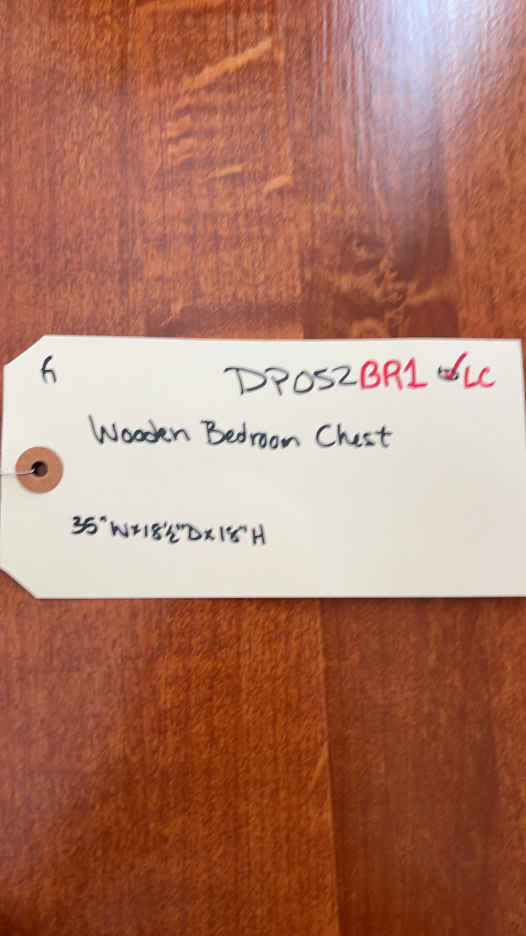 DP052BR1 ✓LC
Wooden Bedroom Chest
35"W x 18½"D x 18"H